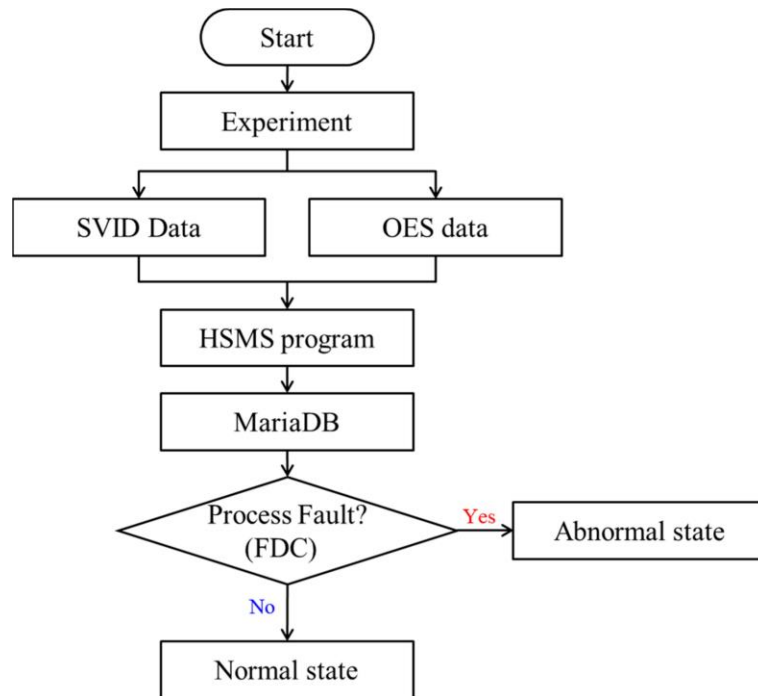 Start
Experiment
SVID Data
OES data
HSMS program
MariaDB
Process Fault?
(FDC)
Yes
Abnormal state
No
Normal state